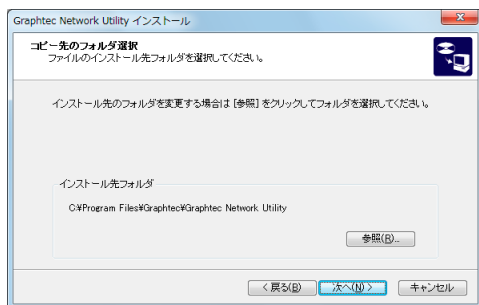 Graphtec Network Utility インストール
コピー先のフォルダ選択
ファイルのインストール先フォルダを選択してください。
インストール先のフォルダを変更する場合は [参照] をクリックしてフォルダを選択してください。
インストール先フォルダ
C:¥Program Files¥Graphtec¥Graphtec Network Utility
参照(R)...
< 戻る(B)
次へ(N) >
キャンセル